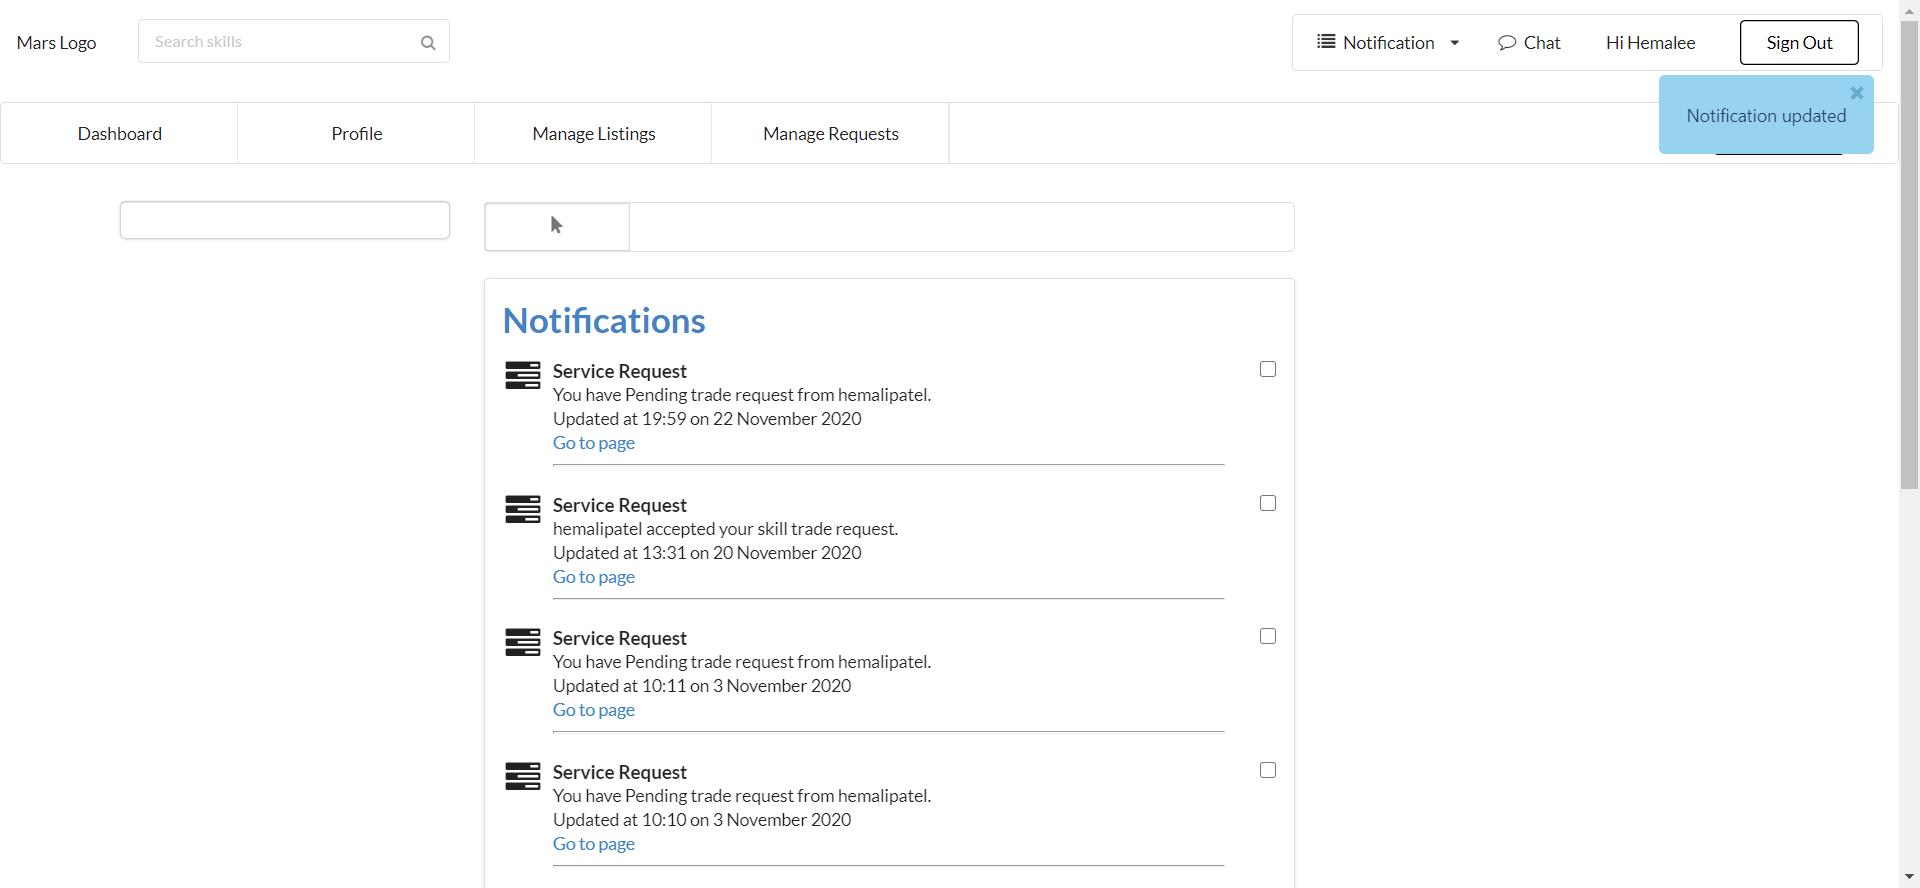 Mars Logo
Search skills
Notification
Chat
Hi Hemalee
Sign Out
Notification updated
Dashboard
Profile
Manage Listings
Manage Requests
Notifications
Service Request
You have Pending trade request from hemalipatel.
Updated at 19:59 on 22 November 2020
Go to page
Service Request
hemalipatel accepted your skill trade request.
Updated at 13:31 on 20 November 2020
Go to page
Service Request
You have Pending trade request from hemalipatel.
Updated at 10:11 on 3 November 2020
Go to page
Service Request
You have Pending trade request from hemalipatel.
Updated at 10:10 on 3 November 2020
Go to page